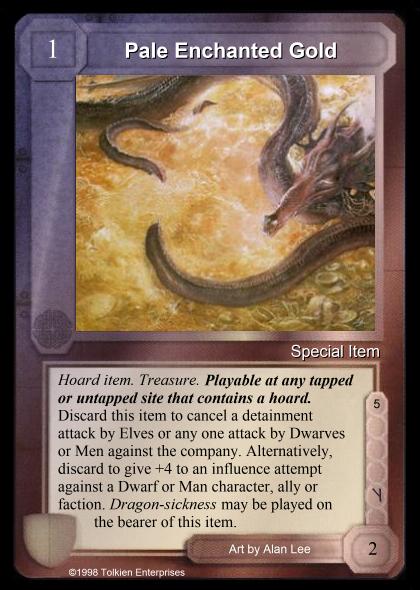 1
Pale Enchanted Gold
Special Item
Hoard item. Treasure. Playable at any tapped
or untapped site that contains a hoard.
Discard this item to cancel a detainment
attack by Elves or any one attack by Dwarves
or Men against the company. Alternatively,
discard to give +4 to an influence attempt
against a Dwarf or Man character, ally or
faction. Dragon-sickness may be played on
the bearer of this item.
5
Art by Alan Lee
2
©1998 Tolkien Enterprises